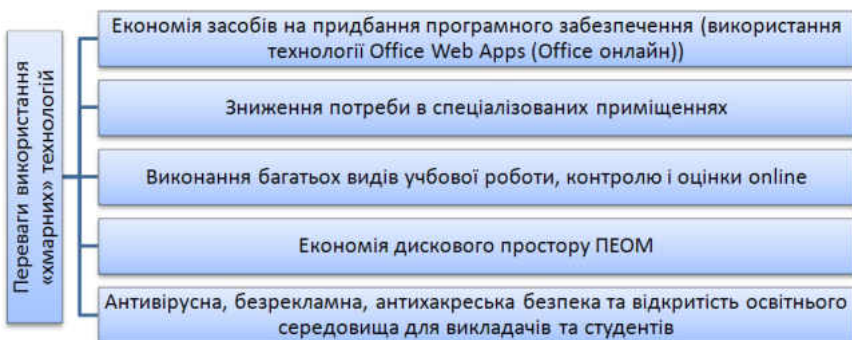 Переваги використання
«хмарних» технологій
Економія засобів на придбання програмного забезпечення (використання
технології Office Web Apps (Office онлайн))
Зниження потреби в спеціалізованих приміщеннях
Виконання багатьох видів учбової роботи, контролю і оцінки online
Економія дискового простору ПЕОМ
Антивірусна, безрекламна, антихакреська безпека та відкритість освітнього
середовища для викладачів та студентів